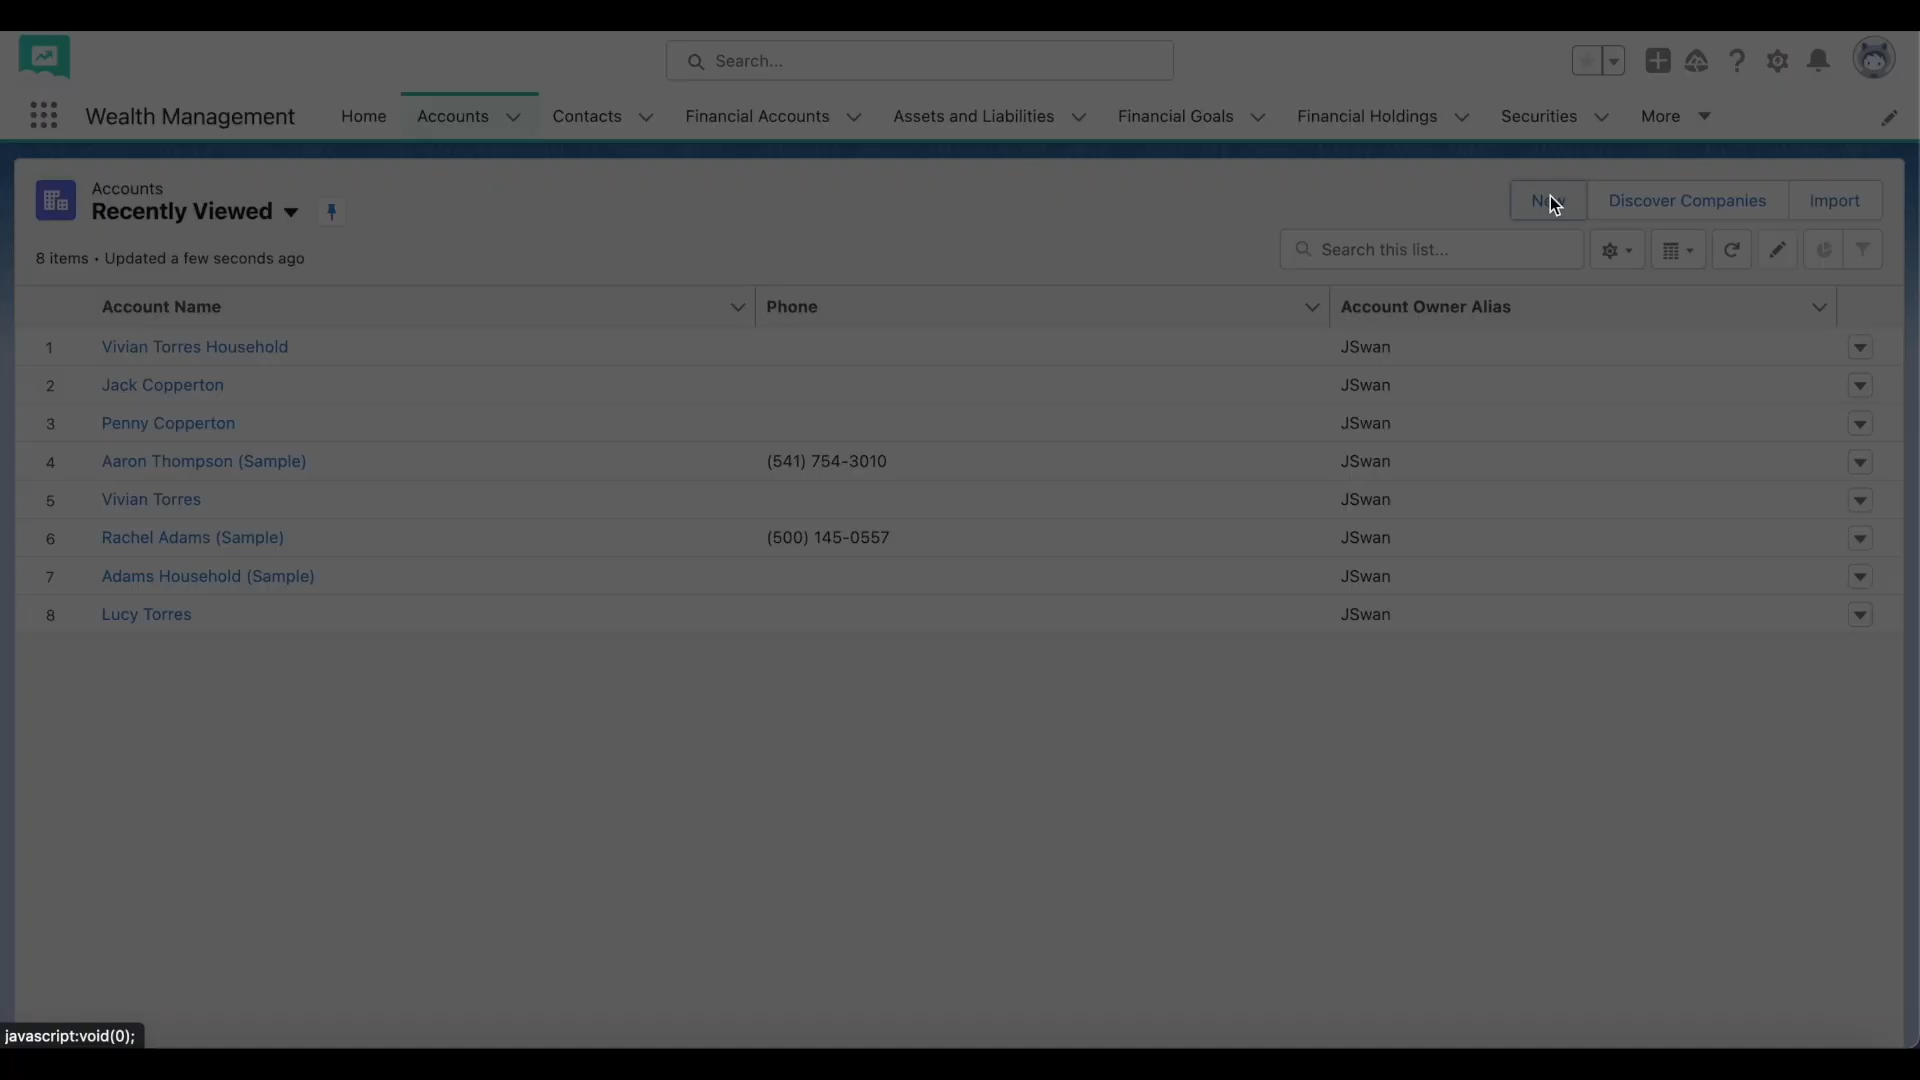 Search...
Wealth Management
Home
Accounts
Contacts
Financial Accounts
Assets and Liabilities
Financial Goals
Financial Holdings
Securities
More
Accounts
Recently Viewed
New
Discover Companies
Import
8 items • Updated a few seconds ago
Search this list...
Account Name
Phone
Account Owner Alias
1 Vivian Torres Household JSwan
2 Jack Copperton JSwan
3 Penny Copperton JSwan
4 Aaron Thompson (Sample) (541) 754-3010 JSwan
5 Vivian Torres JSwan
6 Rachel Adams (Sample) (500) 145-0557 JSwan
7 Adams Household (Sample) JSwan
8 Lucy Torres JSwan
javascript:void(0);